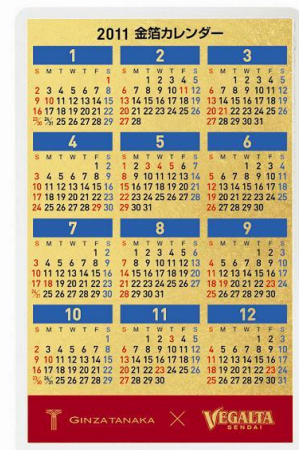 2011 金箔カレンダー
1
S M T W T F S
1
2 3 4 5 6 7 8
9 10 11 12 13 14 15
16 17 18 19 20 21 22
23/30 24/31 25 26 27 28 29
2
S M T W T F S
1 2 3 4 5
6 7 8 9 10 11 12
13 14 15 16 17 18 19
20 21 22 23 24 25 26
27 28
3
S M T W T F S
1 2 3 4 5
6 7 8 9 10 11 12
13 14 15 16 17 18 19
20 21 22 23 24 25 26
27 28 29 30 31
4
S M T W T F S
1 2
3 4 5 6 7 8 9
10 11 12 13 14 15 16
17 18 19 20 21 22 23
24 25 26 27 28 29 30
5
S M T W T F S
1 2 3 4 5 6 7
8 9 10 11 12 13 14
15 16 17 18 19 20 21
22 23 24 25 26 27 28
29 30 31
6
S M T W T F S
1 2 3 4
5 6 7 8 9 10 11
12 13 14 15 16 17 18
19 20 21 22 23 24 25
26 27 28 29 30
7
S M T W T F S
1 2
3 4 5 6 7 8 9
10 11 12 13 14 15 16
17 18 19 20 21 22 23
24/31 25 26 27 28 29 30
8
S M T W T F S
1 2 3 4 5 6
7 8 9 10 11 12 13
14 15 16 17 18 19 20
21 22 23 24 25 26 27
28 29 30 31
9
S M T W T F S
1 2 3
4 5 6 7 8 9 10
11 12 13 14 15 16 17
18 19 20 21 22 23 24
25 26 27 28 29 30
10
S M T W T F S
1
2 3 4 5 6 7 8
9 10 11 12 13 14 15
16 17 18 19 20 21 22
23/30 24/31 25 26 27 28 29
11
S M T W T F S
1 2 3 4 5
6 7 8 9 10 11 12
13 14 15 16 17 18 19
20 21 22 23 24 25 26
27 28 29 30
12
S M T W T F S
1 2 3
4 5 6 7 8 9 10
11 12 13 14 15 16 17
18 19 20 21 22 23 24
25 26 27 28 29 30 31
GINZATANAKA × VEGALTA
SENDAI